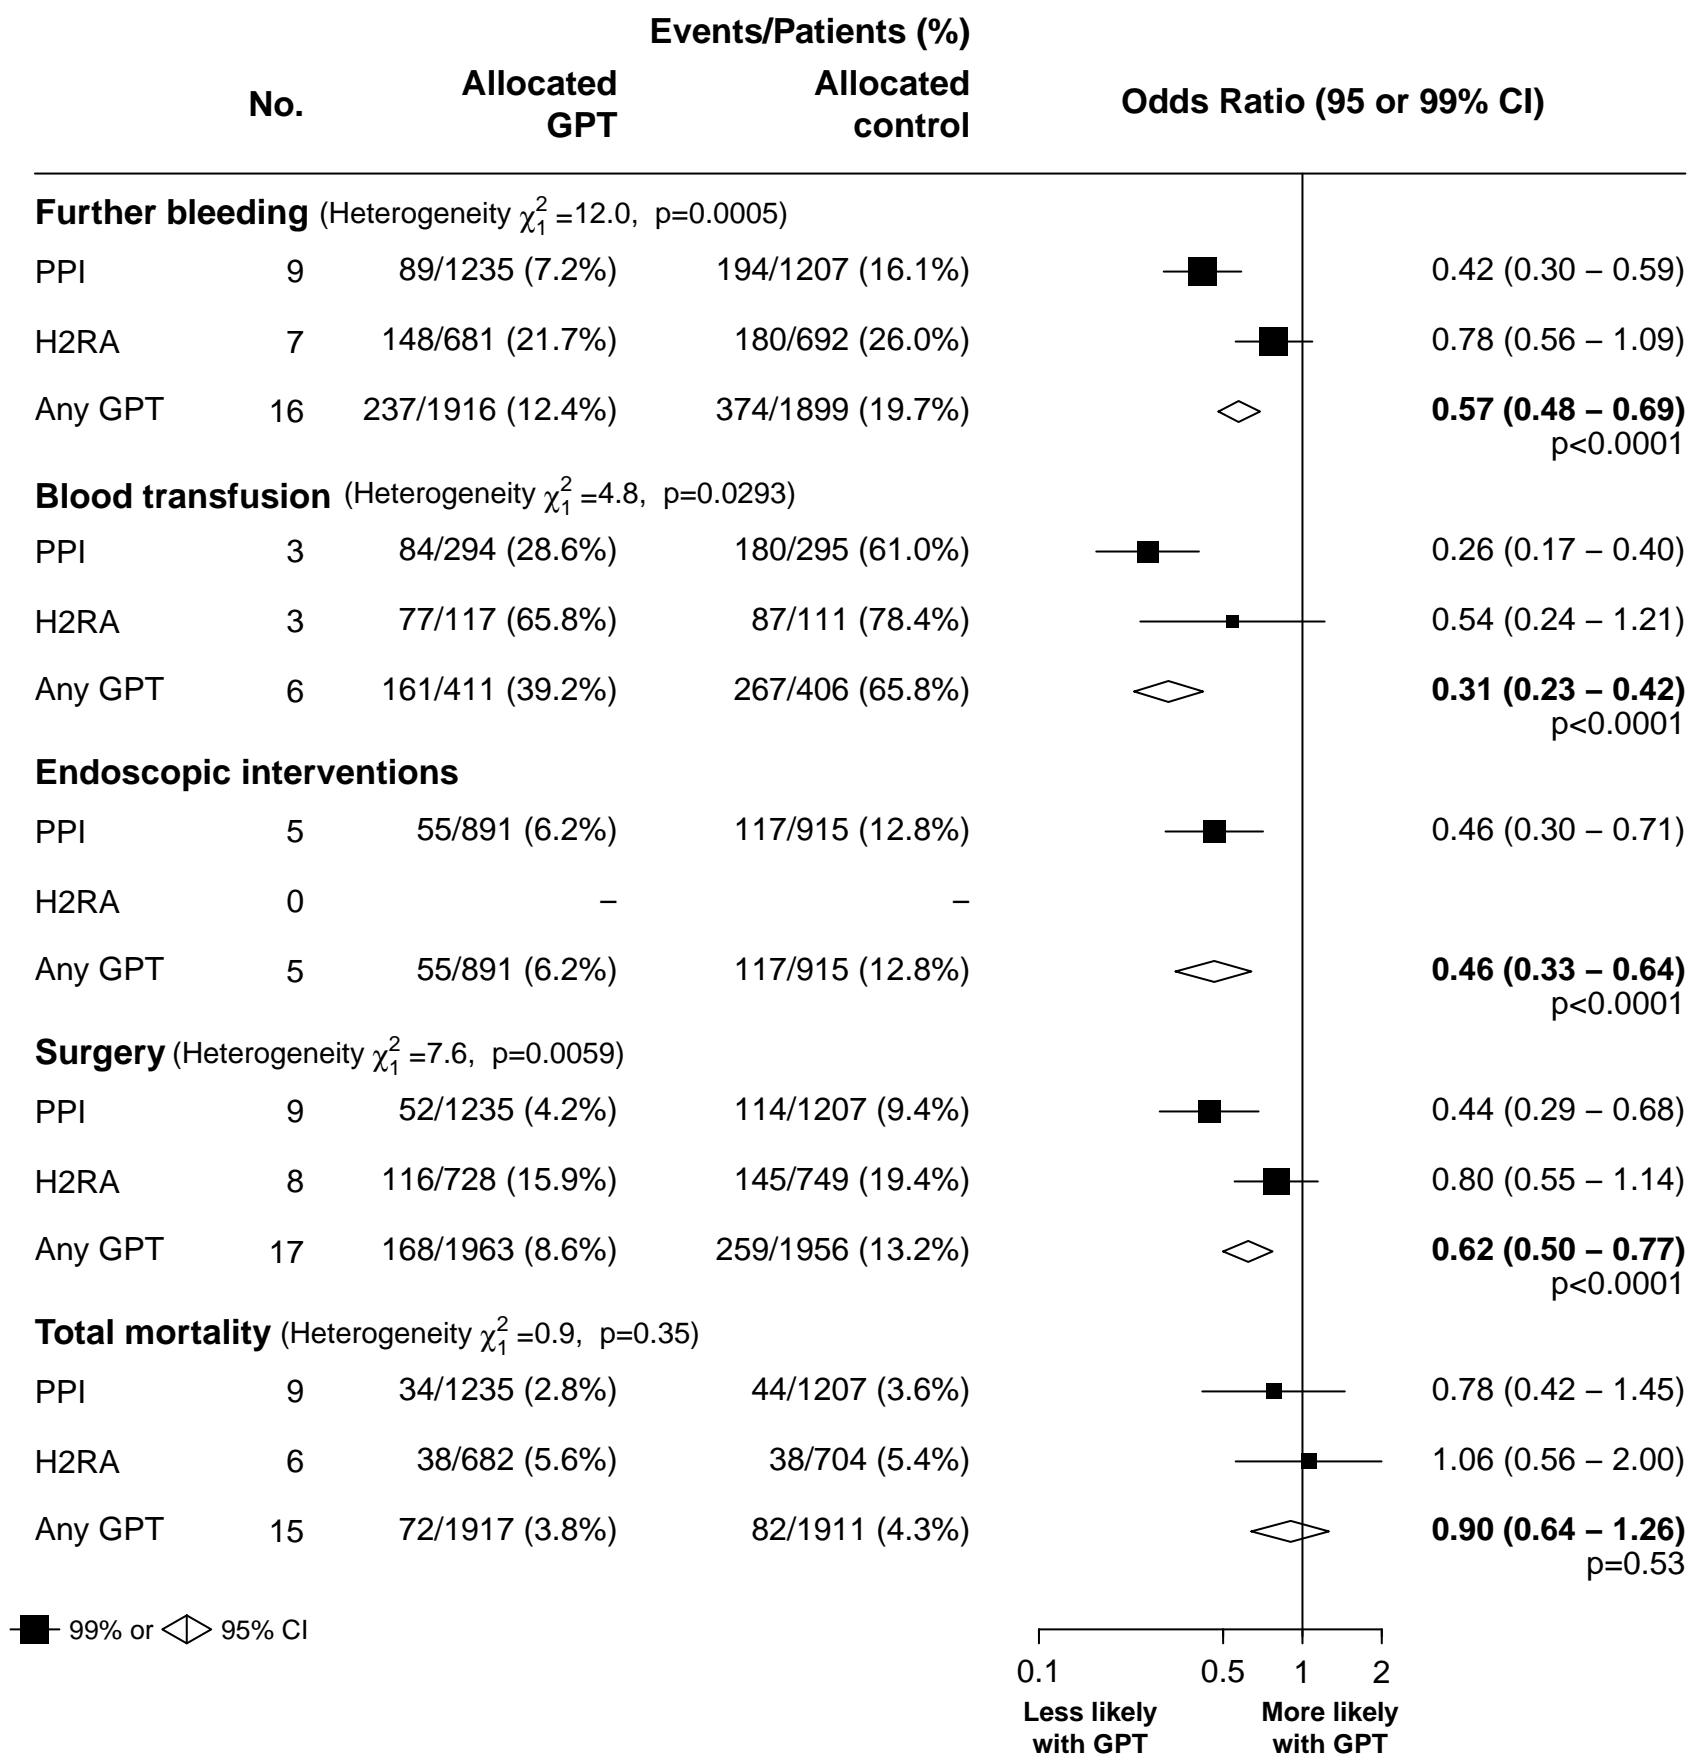 Events/Patients (%)
No. Allocated GPT Allocated control Odds Ratio (95 or 99% CI)
Further bleeding (Heterogeneity χ²₁ =12.0, p=0.0005)
PPI 9 89/1235 (7.2%) 194/1207 (16.1%) 0.42 (0.30 – 0.59)
H2RA 7 148/681 (21.7%) 180/692 (26.0%) 0.78 (0.56 – 1.09)
Any GPT 16 237/1916 (12.4%) 374/1899 (19.7%) 0.57 (0.48 – 0.69)
p<0.0001
Blood transfusion (Heterogeneity χ²₁ =4.8, p=0.0293)
PPI 3 84/294 (28.6%) 180/295 (61.0%) 0.26 (0.17 – 0.40)
H2RA 3 77/117 (65.8%) 87/111 (78.4%) 0.54 (0.24 – 1.21)
Any GPT 6 161/411 (39.2%) 267/406 (65.8%) 0.31 (0.23 – 0.42)
p<0.0001
Endoscopic interventions
PPI 5 55/891 (6.2%) 117/915 (12.8%) 0.46 (0.30 – 0.71)
H2RA 0 – –
Any GPT 5 55/891 (6.2%) 117/915 (12.8%) 0.46 (0.33 – 0.64)
p<0.0001
Surgery (Heterogeneity χ²₁ =7.6, p=0.0059)
PPI 9 52/1235 (4.2%) 114/1207 (9.4%) 0.44 (0.29 – 0.68)
H2RA 8 116/728 (15.9%) 145/749 (19.4%) 0.80 (0.55 – 1.14)
Any GPT 17 168/1963 (8.6%) 259/1956 (13.2%) 0.62 (0.50 – 0.77)
p<0.0001
Total mortality (Heterogeneity χ²₁ =0.9, p=0.35)
PPI 9 34/1235 (2.8%) 44/1207 (3.6%) 0.78 (0.42 – 1.45)
H2RA 6 38/682 (5.6%) 38/704 (5.4%) 1.06 (0.56 – 2.00)
Any GPT 15 72/1917 (3.8%) 82/1911 (4.3%) 0.90 (0.64 – 1.26)
p=0.53
99% or 95% CI
0.1 0.5 1 2
Less likely with GPT More likely with GPT